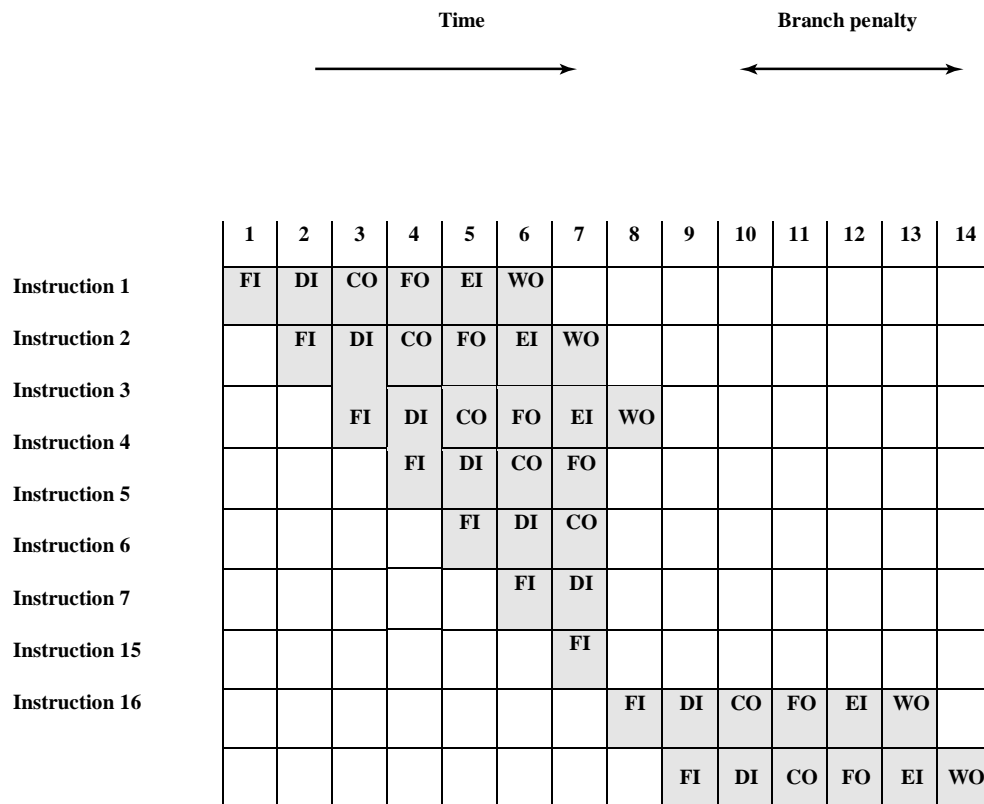 Time Branch penalty
1 2 3 4 5 6 7 8 9 10 11 12 13 14
Instruction 1 FI DI CO FO EI WO
Instruction 2 FI DI CO FO EI WO
Instruction 3 FI DI CO FO EI WO
Instruction 4 FI DI CO FO
Instruction 5 FI DI CO
Instruction 6 FI DI
Instruction 7 FI
Instruction 15 FI DI CO FO EI WO
Instruction 16 FI DI CO FO EI WO